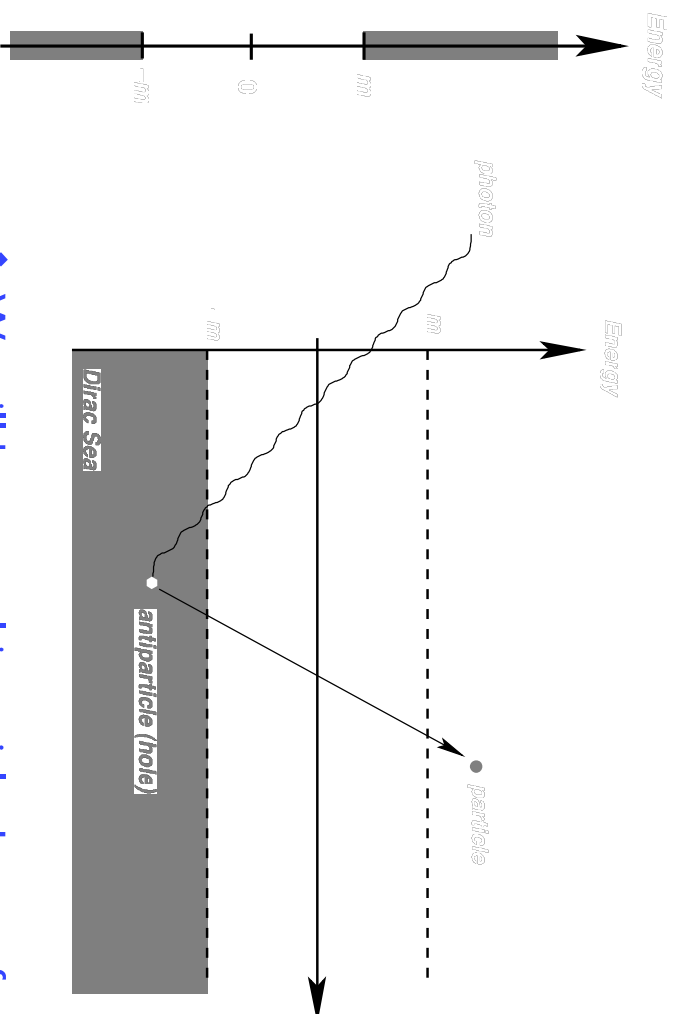 Energy
-m
0
m
photon
Energy
m
m
Dirac Sea
antiparticle (hole)
particle